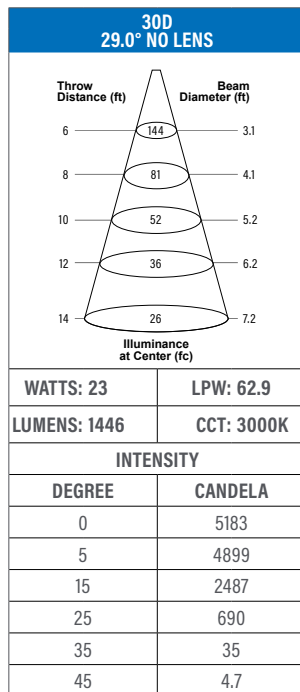 30D
29.0° NO LENS
Throw Distance (ft)
Beam Diameter (ft)
6 144 3.1
8 81 4.1
10 52 5.2
12 36 6.2
14 26 7.2
Illuminance
at Center (fc)
WATTS: 23 LPW: 62.9
LUMENS: 1446 CCT: 3000K
INTENSITY
DEGREE CANDELA
0 5183
5 4899
15 2487
25 690
35 35
45 4.7